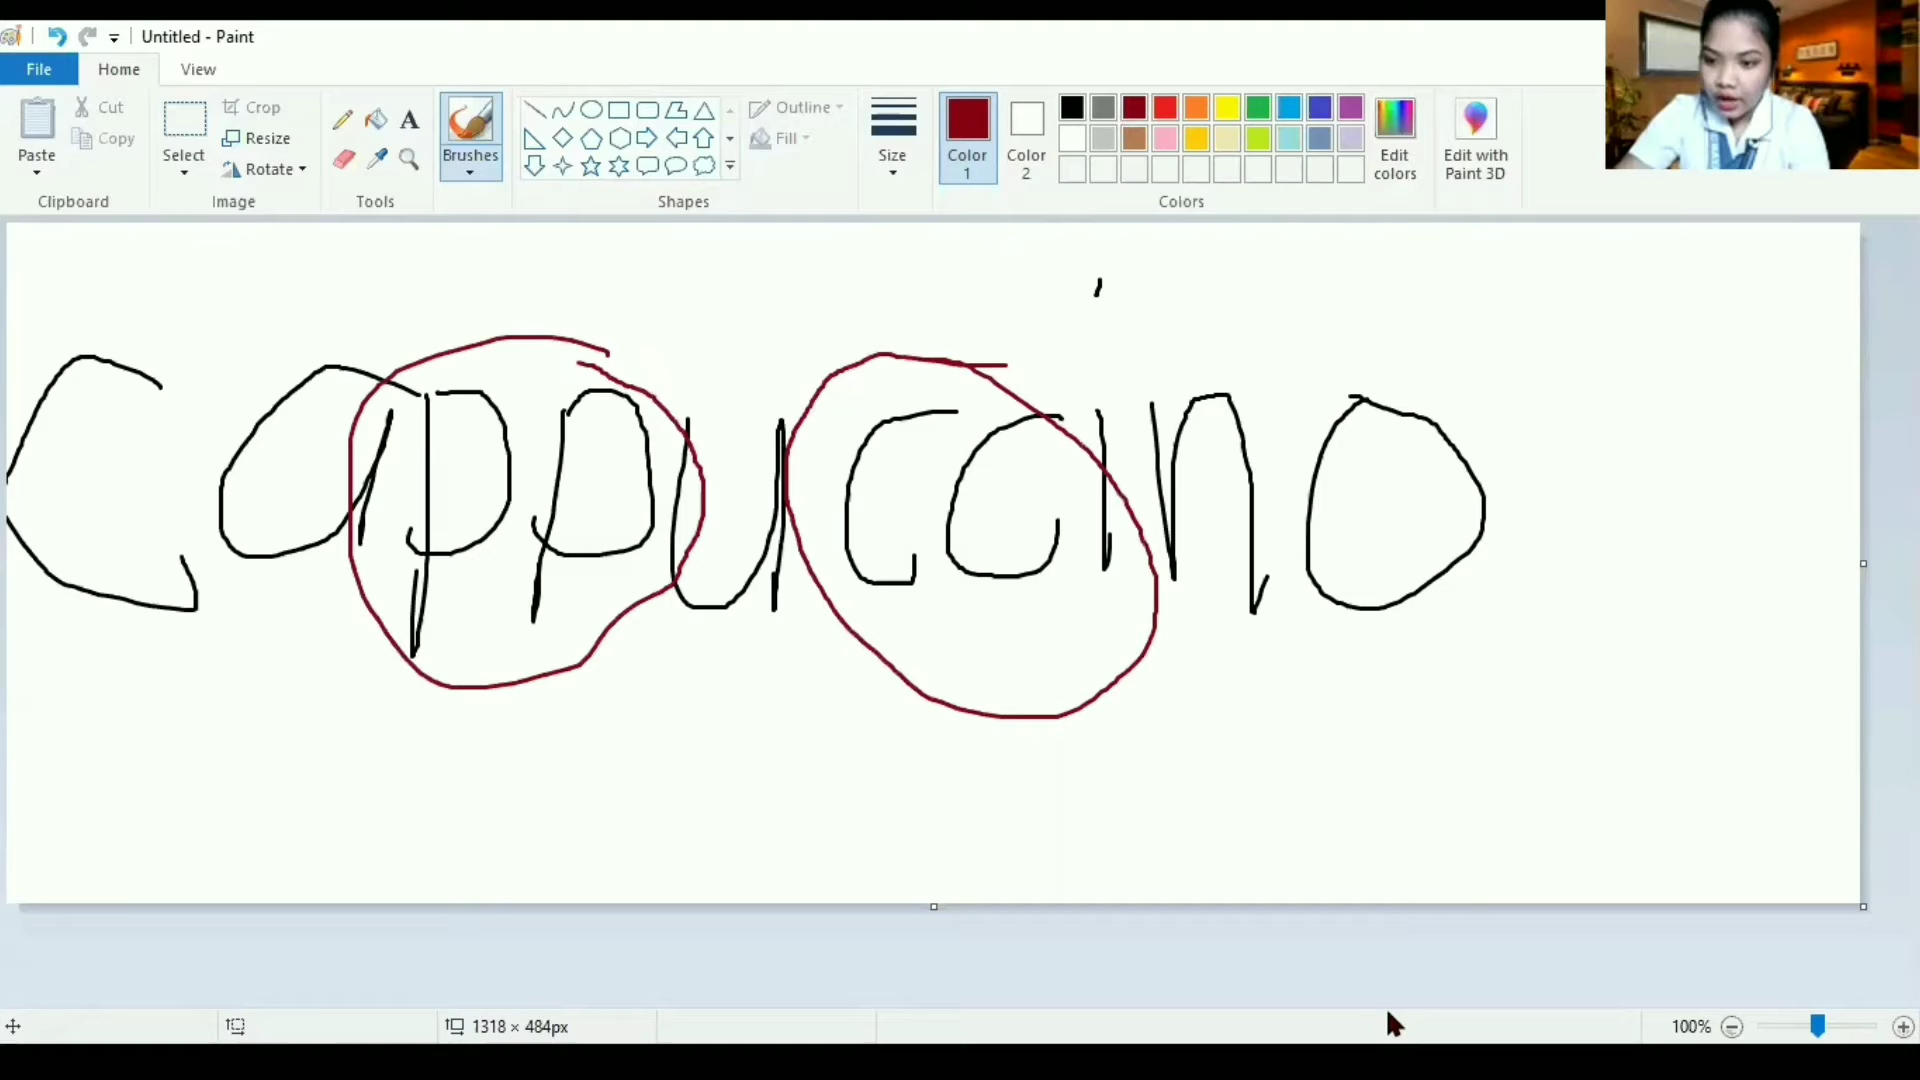 Untitled - Paint
File Home View
Paste Cut Copy Clipboard
Select Crop Resize Rotate Image
A Tools
Brushes
Outline Fill Shapes
Size
Color 1 Color 2 Edit colors Colors
Edit with Paint 3D
Cappuccino
1318 × 484px 100%